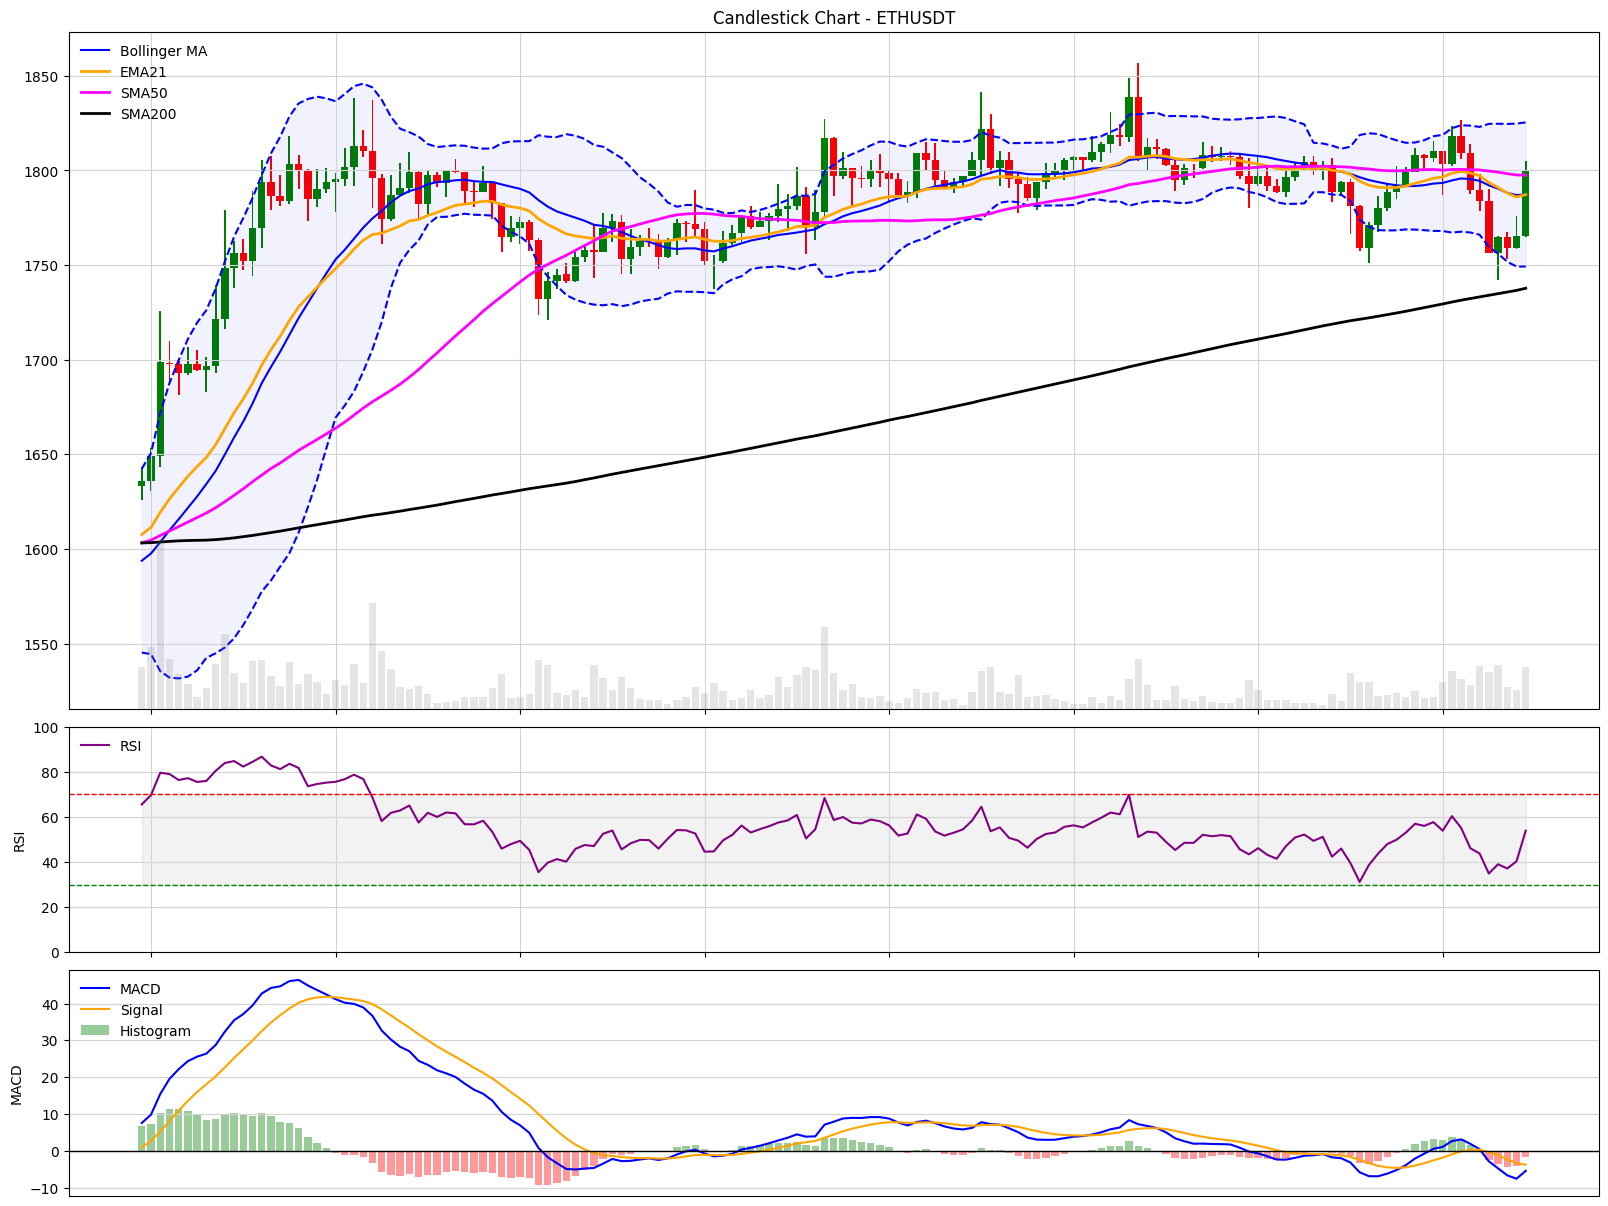 Candlestick Chart - ETHUSDT
Bollinger MA
EMA21
SMA50
SMA200
1850
1800
1750
1700
1650
1600
1550
RSI
RSI
100
80
60
40
20
0
MACD
Signal
Histogram
MACD
40
30
20
10
0
−10